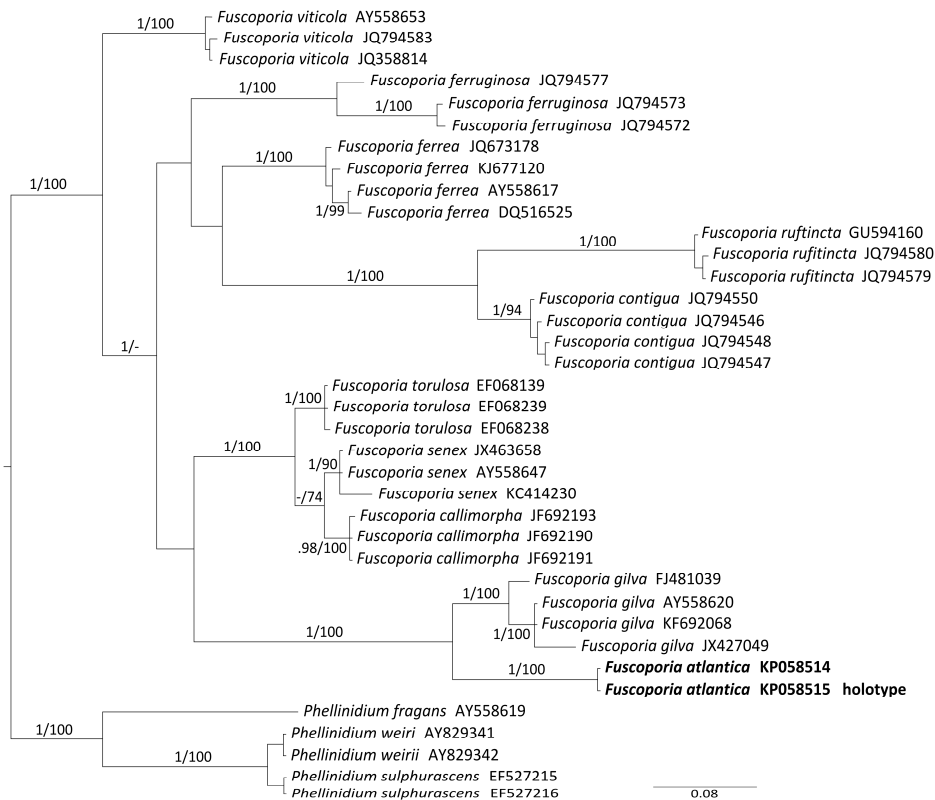 Fuscoporia viticola AY558653
1/100
Fuscoporia viticola JQ794583
Fuscoporia viticola JQ358814
Fuscoporia ferruginosa JQ794577
1/100
Fuscoporia ferruginosa JQ794573
1/100
Fuscoporia ferruginosa JQ794572
Fuscoporia ferrea JQ673178
1/100
Fuscoporia ferrea KJ677120
1/100
Fuscoporia ferrea AY558617
1/99
Fuscoporia ferrea DQ516525
Fuscoporia ruftincta GU594160
1/100
Fuscoporia rufitincta JQ794580
Fuscoporia rufitincta JQ794579
1/100
Fuscoporia contigua JQ794550
1/94
Fuscoporia contigua JQ794546
Fuscoporia contigua JQ794548
1/-
Fuscoporia contigua JQ794547
Fuscoporia torulosa EF068139
1/100
Fuscoporia torulosa EF068239
Fuscoporia torulosa EF068238
1/100
Fuscoporia senex JX463658
1/90
Fuscoporia senex AY558647
Fuscoporia senex KC414230
-/74
Fuscoporia callimorpha JF692193
Fuscoporia callimorpha JF692190
.98/100
Fuscoporia callimorpha JF692191
Fuscoporia gilva FJ481039
1/100
Fuscoporia gilva AY558620
Fuscoporia gilva KF692068
1/100
1/100
Fuscoporia gilva JX427049
Fuscoporia atlantica KP058514
1/100
Fuscoporia atlantica KP058515 holotype
Phellinidium fragans AY558619
1/100
Phellinidium weiri AY829341
1/100
Phellinidium weirii AY829342
Phellinidium sulphurascens EF527215
Phellinidium sulphurascens EF527216
0.08